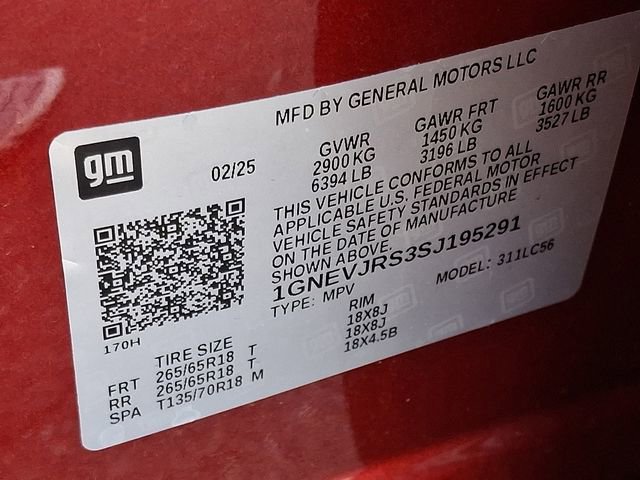 gm
MFD BY GENERAL MOTORS LLC
02/25
GVWR GAWR FRT GAWR RR
2900 KG 1450 KG 1600 KG
6394 LB 3196 LB 3527 LB
THIS VEHICLE CONFORMS TO ALL
APPLICABLE U.S. FEDERAL MOTOR
VEHICLE SAFETY STANDARDS IN EFFECT
ON THE DATE OF MANUFACTURE
SHOWN ABOVE.
1GNEVJRS3SJ195291
TYPE: MPV MODEL: 311LC56
170H
TIRE SIZE RIM
FRT 265/65R18 T 18X8J
RR 265/65R18 T 18X8J
SPA T135/70R18 M 18X4.5B